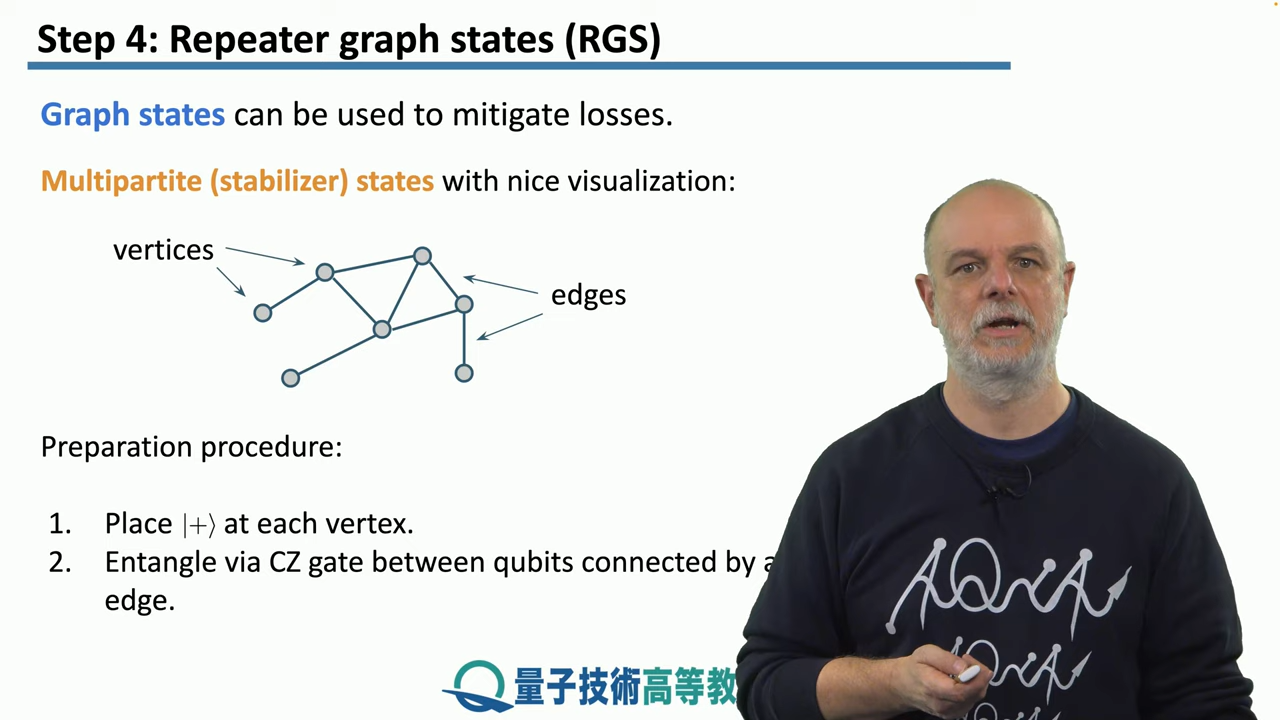 Step 4: Repeater graph states (RGS)
Graph states can be used to mitigate losses.
Multipartite (stabilizer) states with nice visualization:
vertices
edges
Preparation procedure:
1. Place |+⟩ at each vertex.
2. Entangle via CZ gate between qubits connected by a
edge.
量子技術高等教
AQUA
AQUA